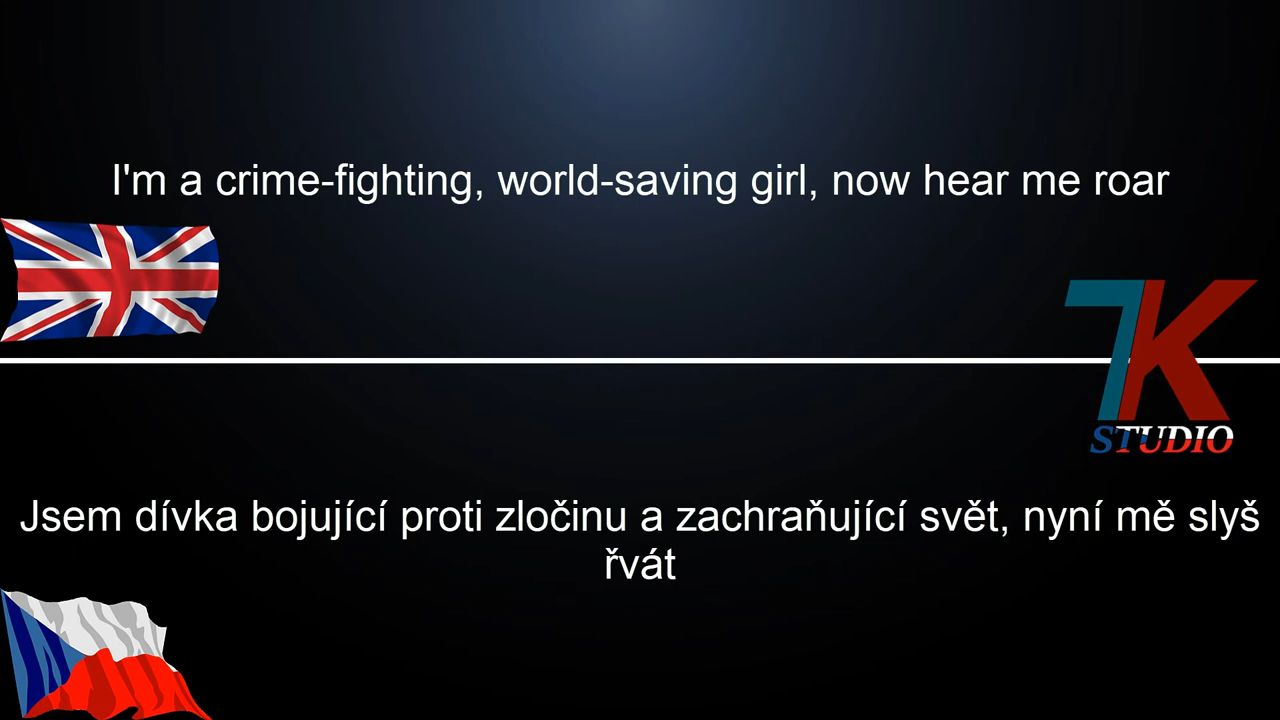 I'm a crime-fighting, world-saving girl, now hear me roar
TK
STUDIO
Jsem dívka bojující proti zločinu a zachraňující svět, nyní mě slyš
řvát